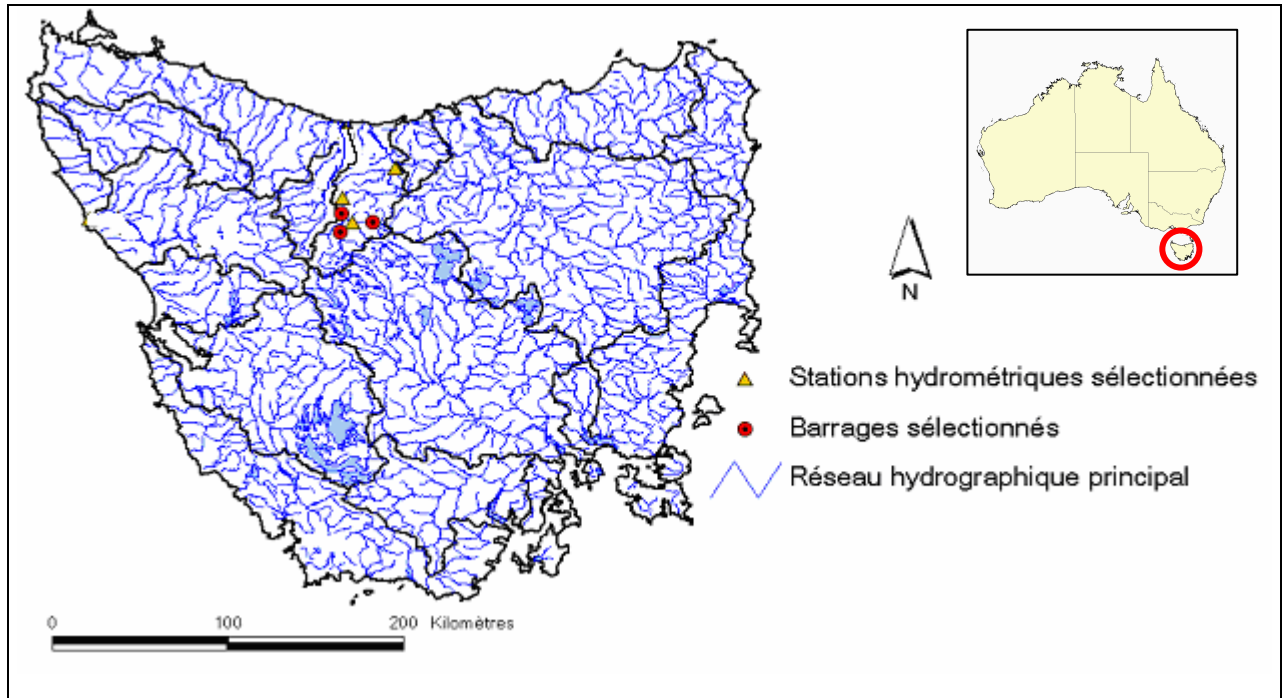 N
Stations hydrométriques sélectionnées
Barrages sélectionnés
Réseau hydrographique principal
0 100 200 Kilomètres